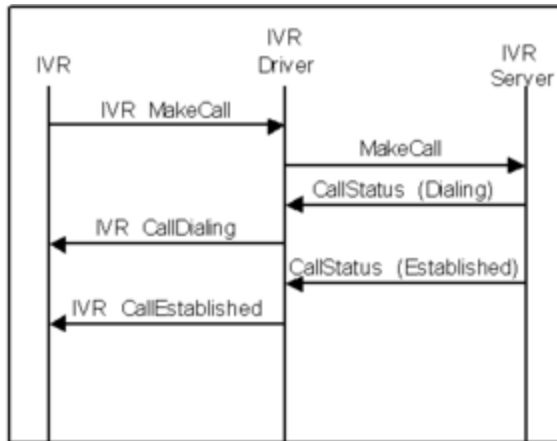 IVR
IVR
Driver
IVR
Server
IVR MakeCall
MakeCall
CallStatus (Dialing)
IVR CallDialing
CallStatus (Established)
IVR CallEstablished